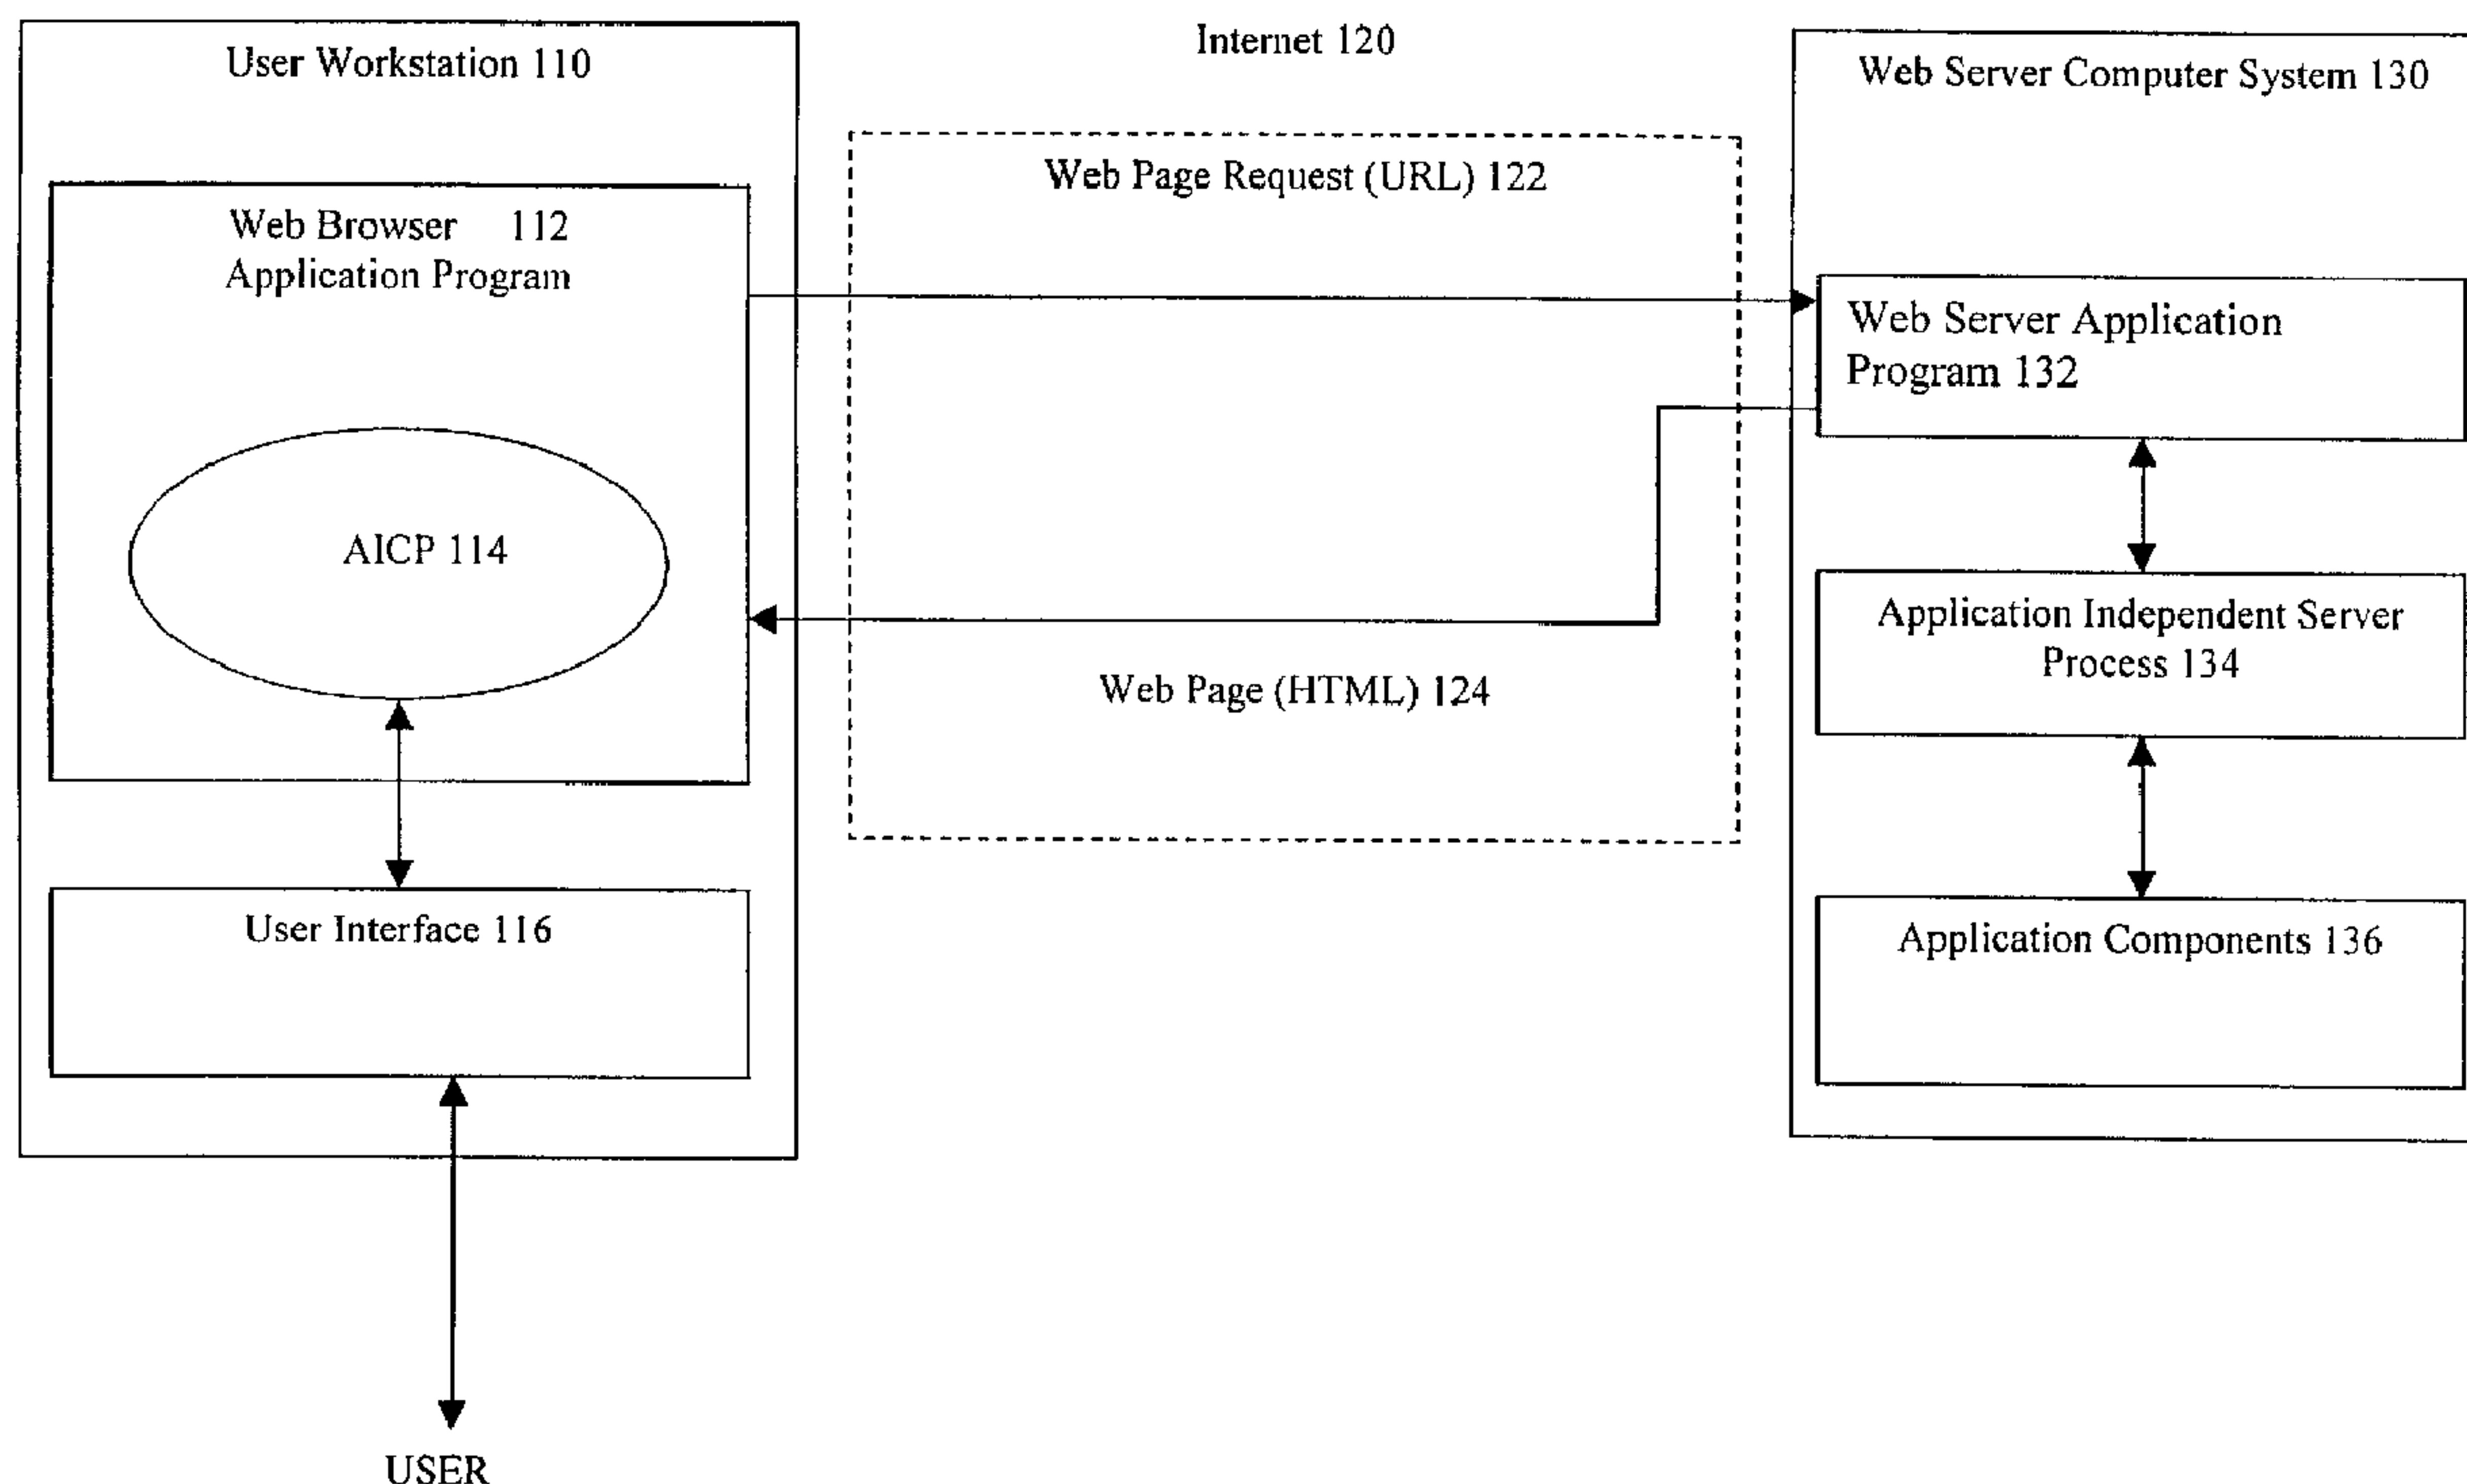 User Workstation 110
Web Browser 112
Application Program
AICP 114
User Interface 116
USER
Internet 120
Web Page Request (URL) 122
Web Page (HTML) 124
Web Server Computer System 130
Web Server Application
Program 132
Application Independent Server
Process 134
Application Components 136